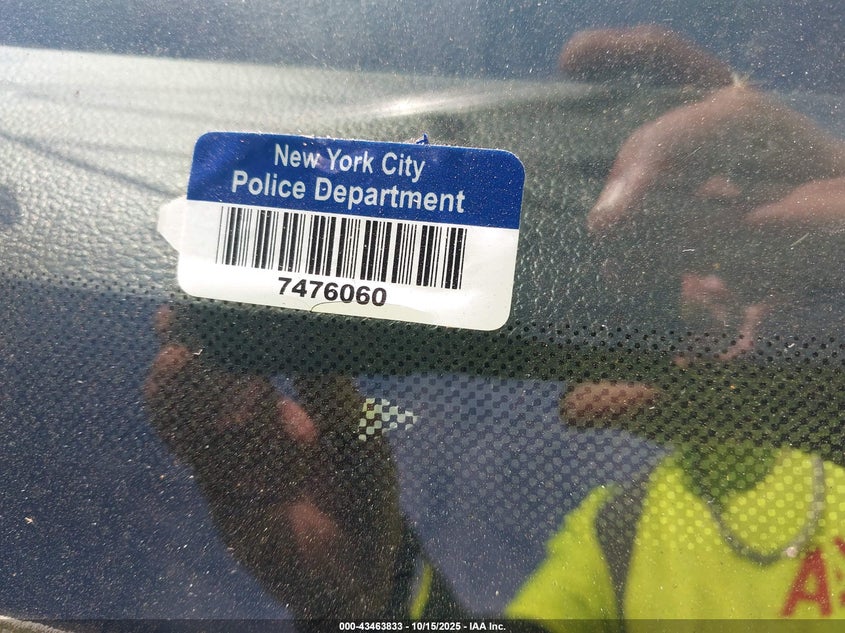 New York City
Police Department
7476060
000-43463833 - 10/15/2025 - IAA Inc.